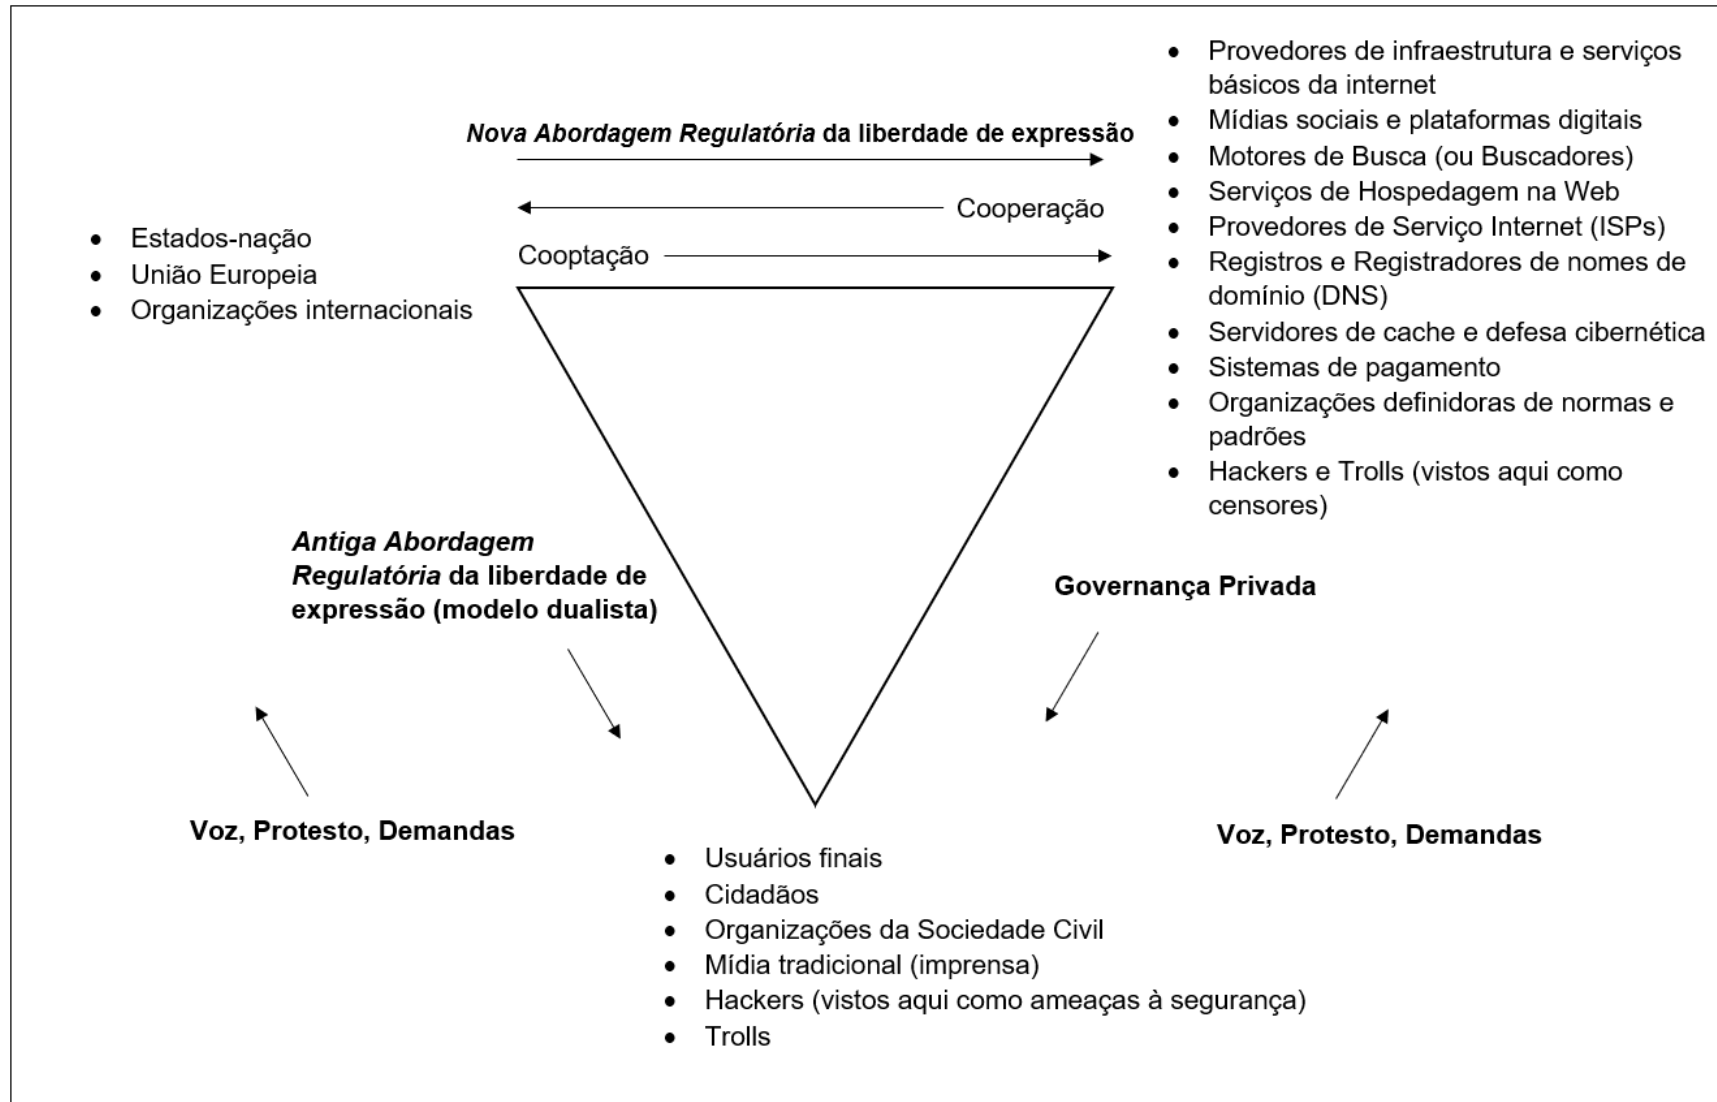 Nova Abordagem Regulatória da liberdade de expressão
Cooperação
Cooptação
• Estados-nação
• União Europeia
• Organizações internacionais
• Provedores de infraestrutura e serviços
básicos da internet
• Mídias sociais e plataformas digitais
• Motores de Busca (ou Buscadores)
• Serviços de Hospedagem na Web
• Provedores de Serviço Internet (ISPs)
• Registros e Registradores de nomes de
domínio (DNS)
• Servidores de cache e defesa cibernética
• Sistemas de pagamento
• Organizações definidoras de normas e
padrões
• Hackers e Trolls (vistos aqui como
censores)
Antiga Abordagem
Regulatória da liberdade de
expressão (modelo dualista)
Governança Privada
Voz, Protesto, Demandas
Voz, Protesto, Demandas
• Usuários finais
• Cidadãos
• Organizações da Sociedade Civil
• Mídia tradicional (imprensa)
• Hackers (vistos aqui como ameaças à segurança)
• Trolls